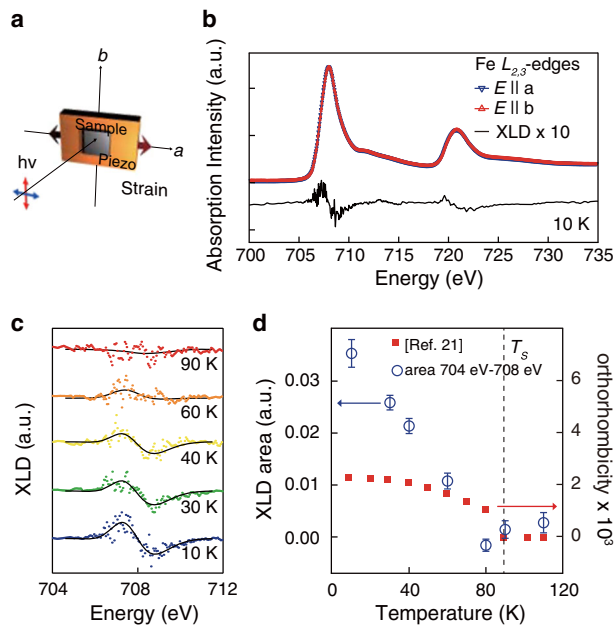 a
b
Sample
Piezo
a
hν
Strain
b
Absorption Intensity (a.u.)
Fe L2,3-edges
E || a
E || b
XLD x 10
10 K
700 705 710 715 720 725 730 735
Energy (eV)
c
XLD (a.u.)
90 K
60 K
40 K
30 K
10 K
704 708 712
Energy (eV)
d
[Ref. 21]
area 704 eV-708 eV
Ts
XLD area (a.u.)
0.03
0.02
0.01
0.00
6
4
2
0
orthorhombicity x 10³
0 40 80 120
Temperature (K)